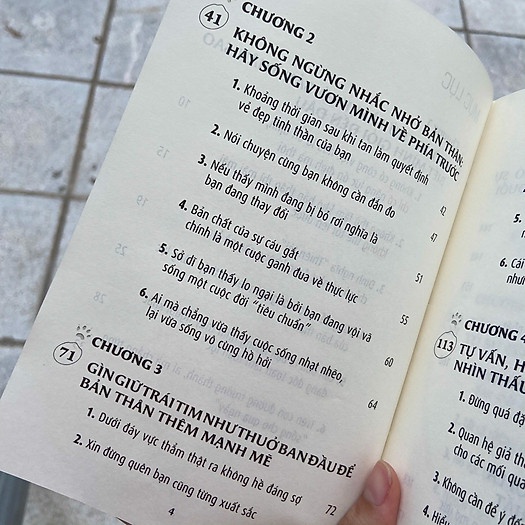 41 CHƯƠNG 2
KHÔNG NGỪNG NHẮC NHỞ BẢN THÂN:
HÃY SỐNG VƯƠN MÌNH VỀ PHÍA TRƯỚC
1. Khoảng thời gian sau khi tan làm quyết định
vẻ đẹp tinh thần của bạn 42
2. Nói chuyện cùng bạn không cần đắn đo 47
3. Nếu thấy mình đang bị bỏ rơi nghĩa là
bạn đang thay đổi 51
4. Bản chất của sự cáu gắt
chính là một cuộc ganh đua về thực lực 55
5. Sở dĩ bạn thấy lo ngại là bởi bạn đang vội vã
sống một cuộc đời "tiêu chuẩn" 60
6. Ai mà chẳng vừa thấy cuộc sống nhạt nhẽo,
lại vừa sống vô cùng hồ hởi 64
71 CHƯƠNG 3
GÌN GIỮ TRÁI TIM NHƯ THUỞ BAN ĐẦU ĐỂ
BẢN THÂN THÊM MẠNH MẼ
1. Dưới đáy vực thẳm thật ra không hề đáng sợ 72
2. Xin đừng quên bạn cũng từng xuất sắc
4
5.
6. Cái
như
CHƯƠNG 4
113 TỰ VẤN, H
NHÌN THẤU
1. Đừng quá đặ
2. Quan hệ giả th
cho các mối qua
3. Không cần để ý
4. Hiểu